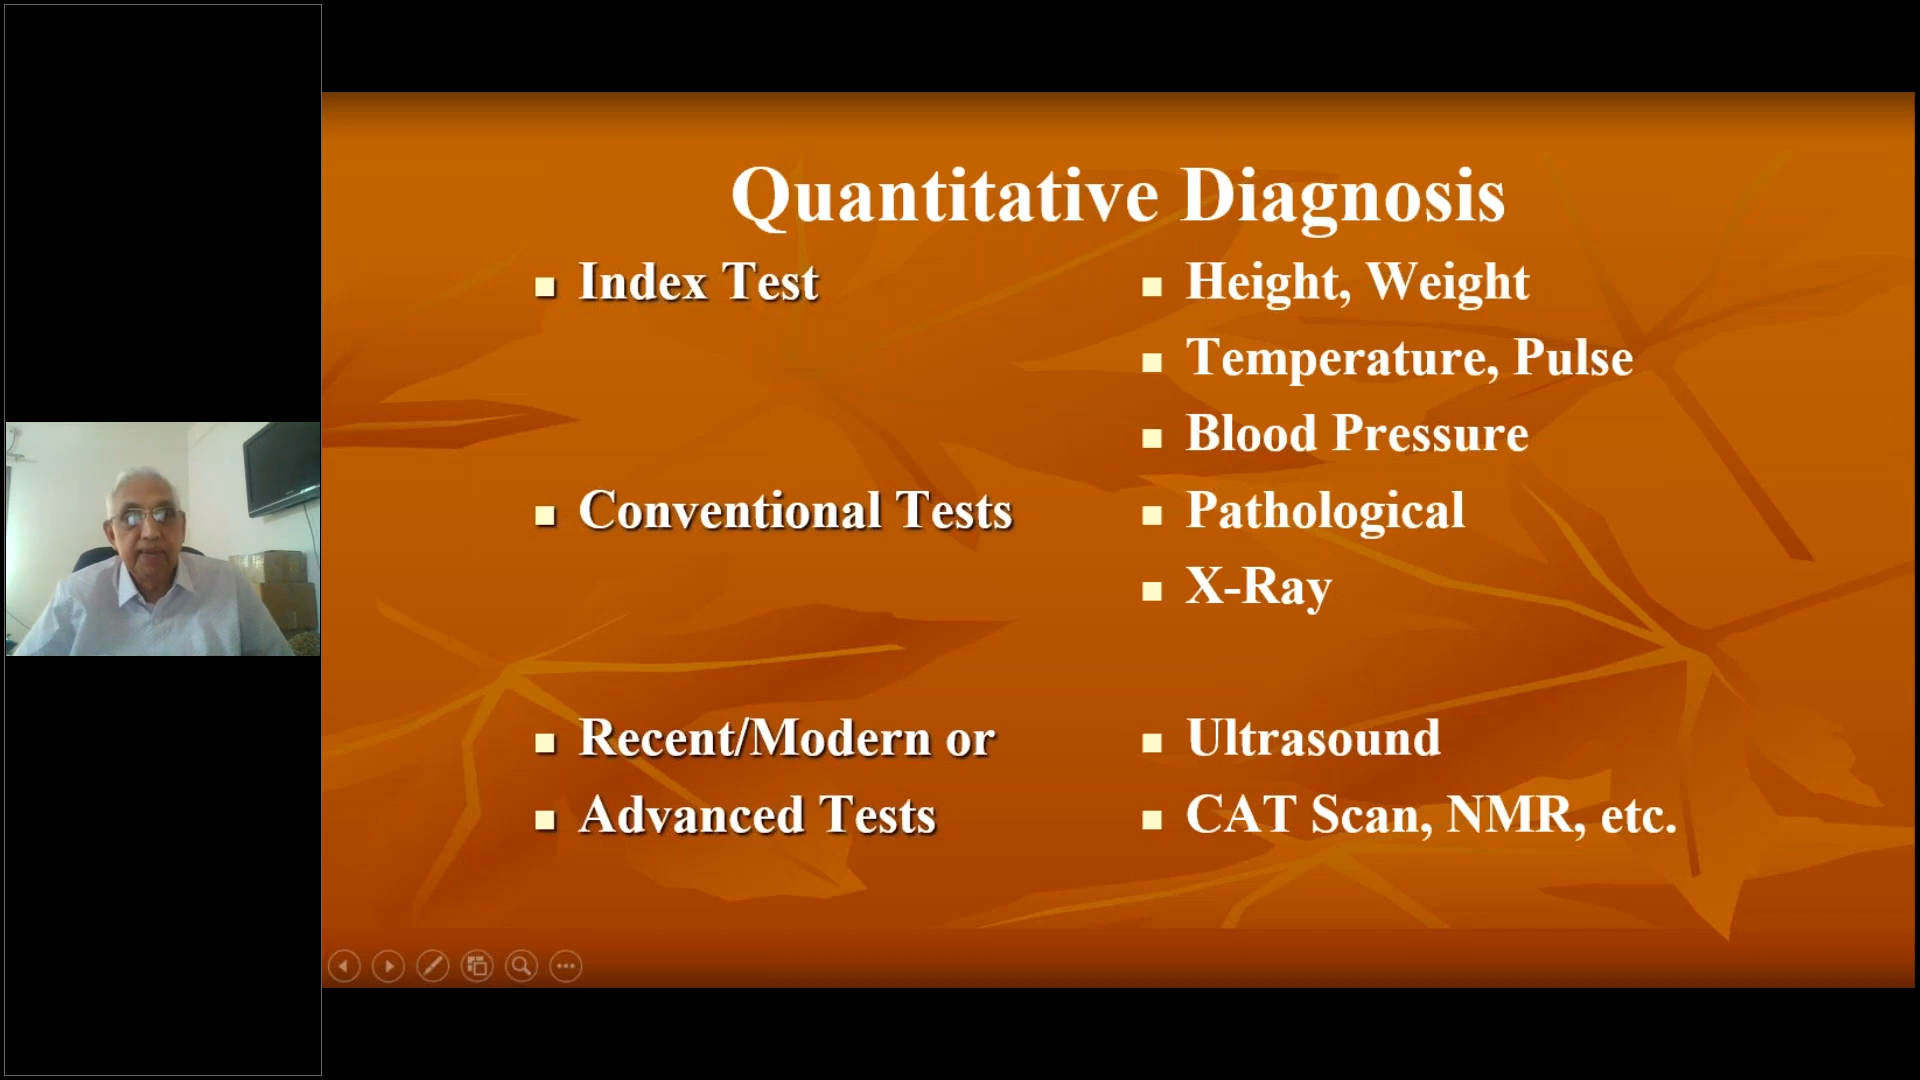 Quantitative Diagnosis
Index Test
Height, Weight
Temperature, Pulse
Blood Pressure
Conventional Tests
Pathological
X-Ray
Recent/Modern or
Ultrasound
Advanced Tests
CAT Scan, NMR, etc.